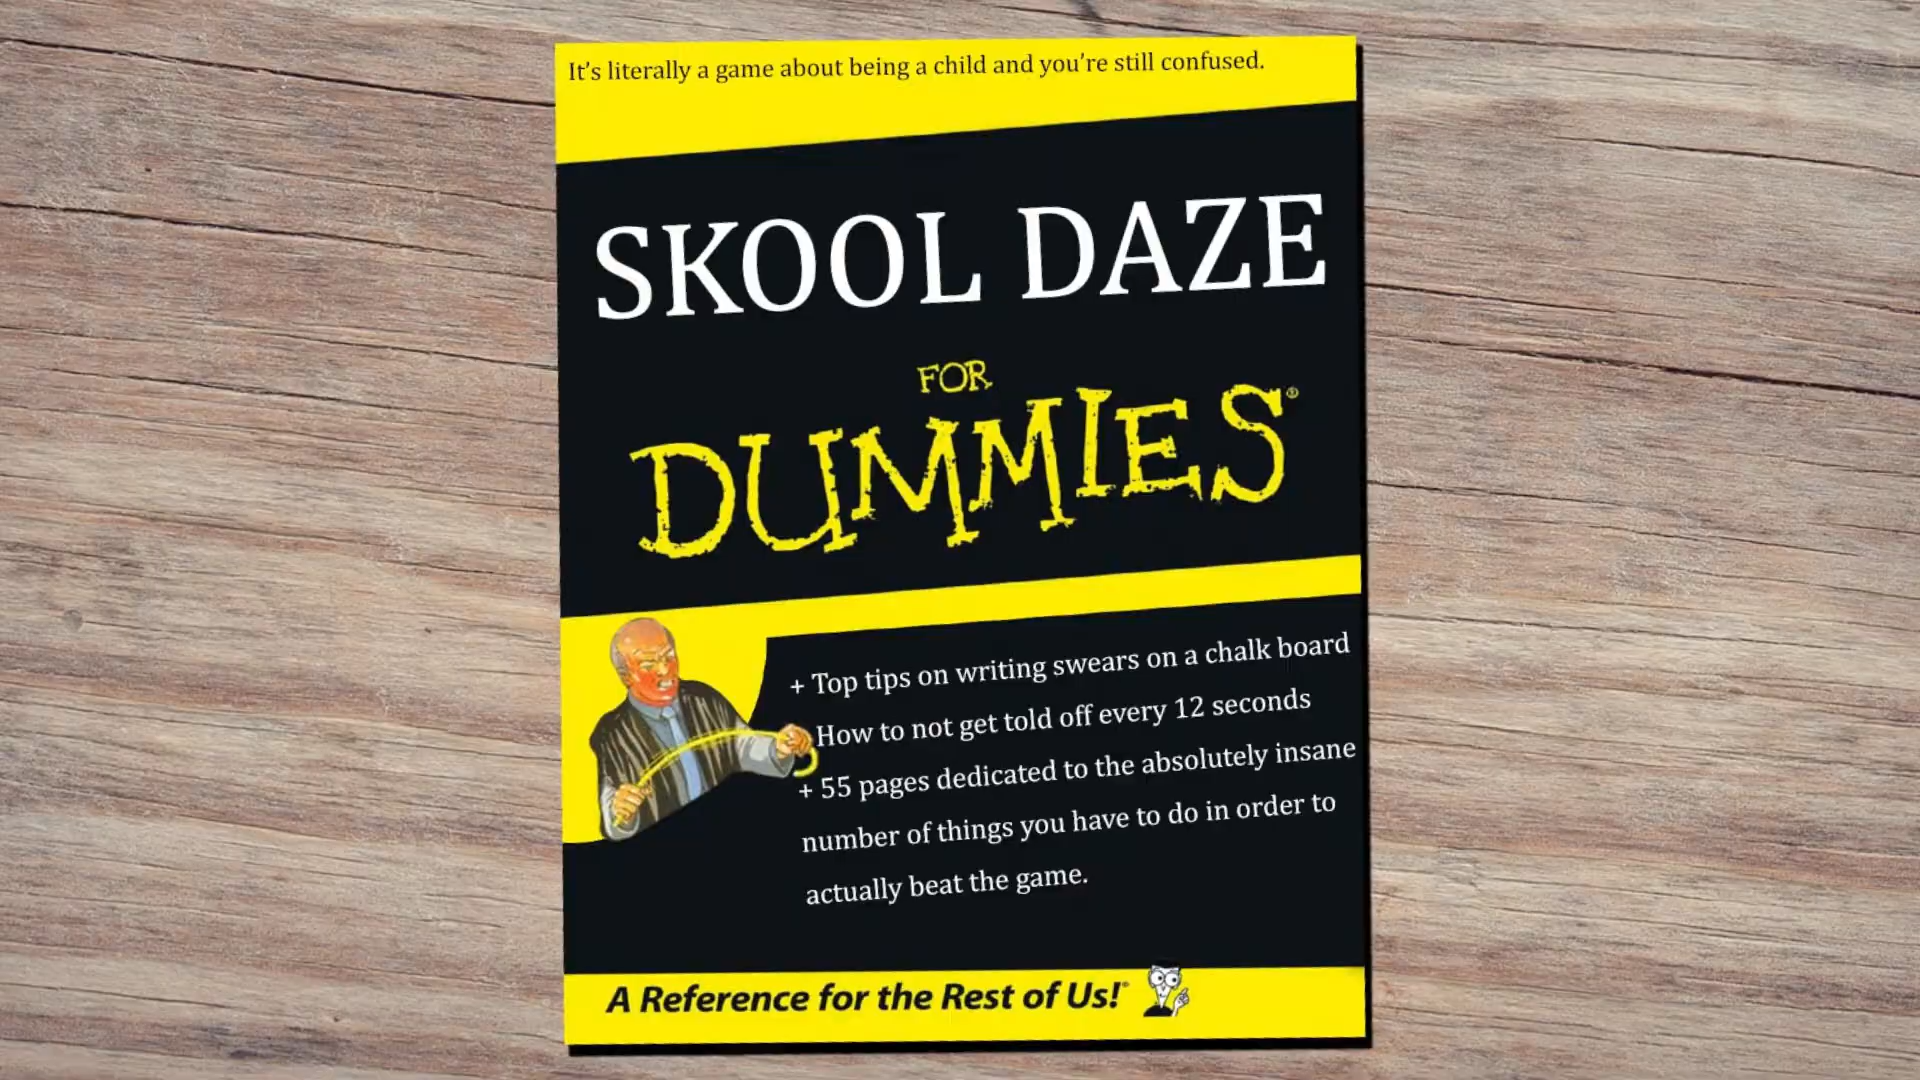 It's literally a game about being a child and you're still confused.
SKOOL DAZE
FOR
DUMMIES®
+ Top tips on writing swears on a chalk board
How to not get told off every 12 seconds
+ 55 pages dedicated to the absolutely insane
number of things you have to do in order to
actually beat the game.
A Reference for the Rest of Us!®